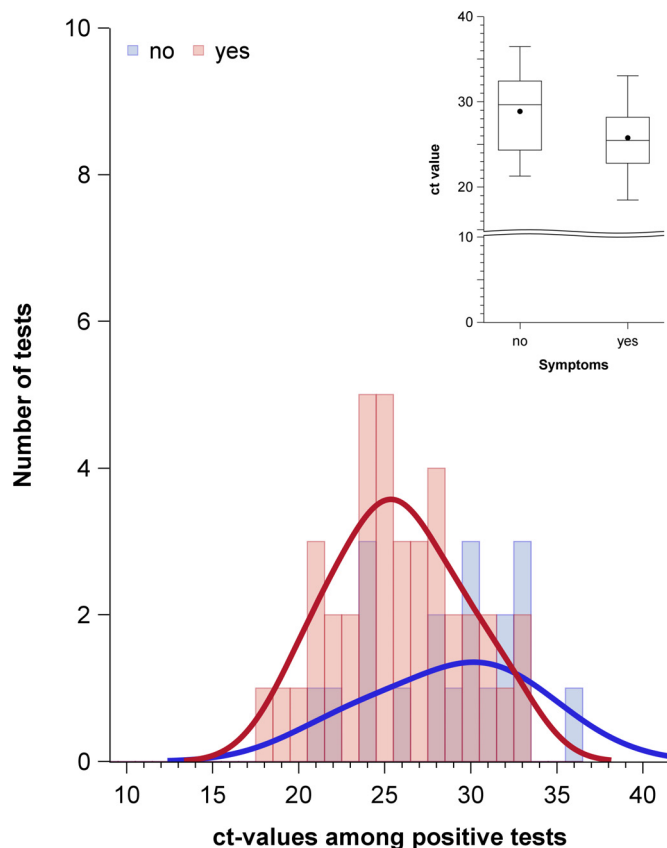 10
no yes
8
6
4
2
0
Number of tests
10 15 20 25 30 35 40
ct-values among positive tests
40
30
20
10
0
ct value
no yes
Symptoms